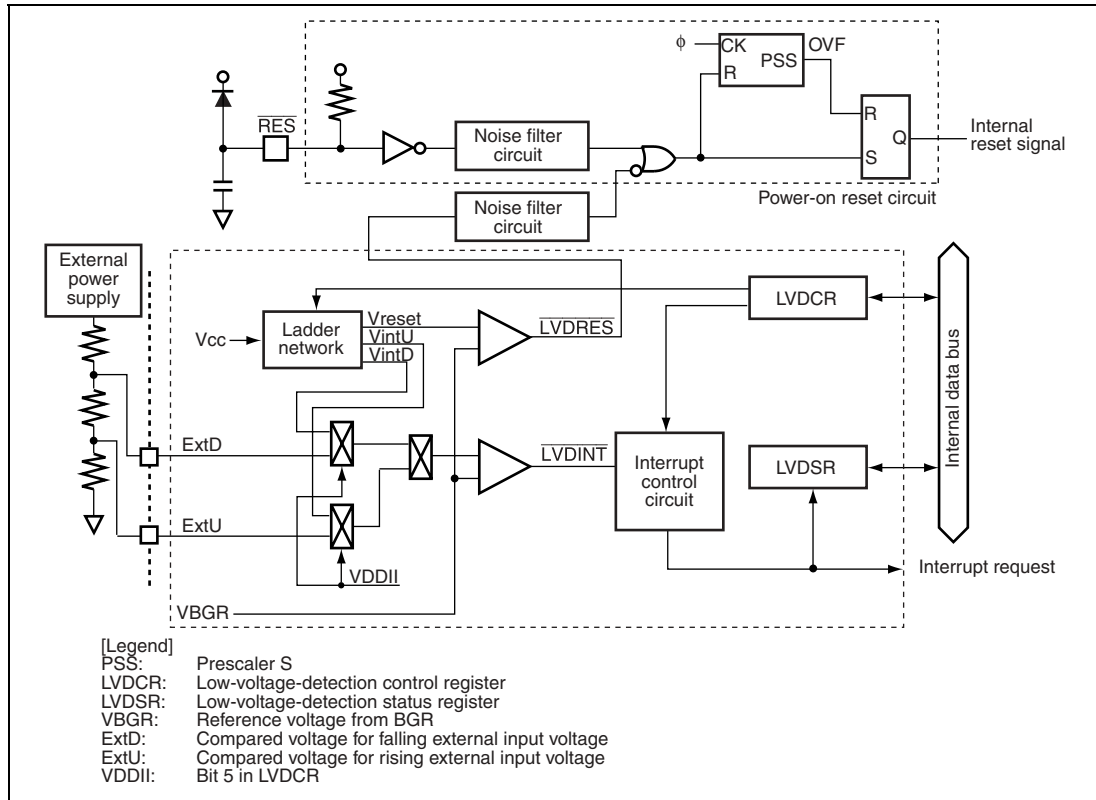 φ
CK
OVF
PSS
R
RES
Noise filter
circuit
R
Q
S
Internal
reset signal
Power-on reset circuit
Noise filter
circuit
External
power
supply
LVDCR
Vcc
Ladder
network
Vreset
VintU
VintD
LVDRES
Internal data bus
ExtD
LVDINT
Interrupt
control
circuit
LVDSR
ExtU
VDDII
Interrupt request
VBGR
[Legend]
PSS: Prescaler S
LVDCR: Low-voltage-detection control register
LVDSR: Low-voltage-detection status register
VBGR: Reference voltage from BGR
ExtD: Compared voltage for falling external input voltage
ExtU: Compared voltage for rising external input voltage
VDDII: Bit 5 in LVDCR